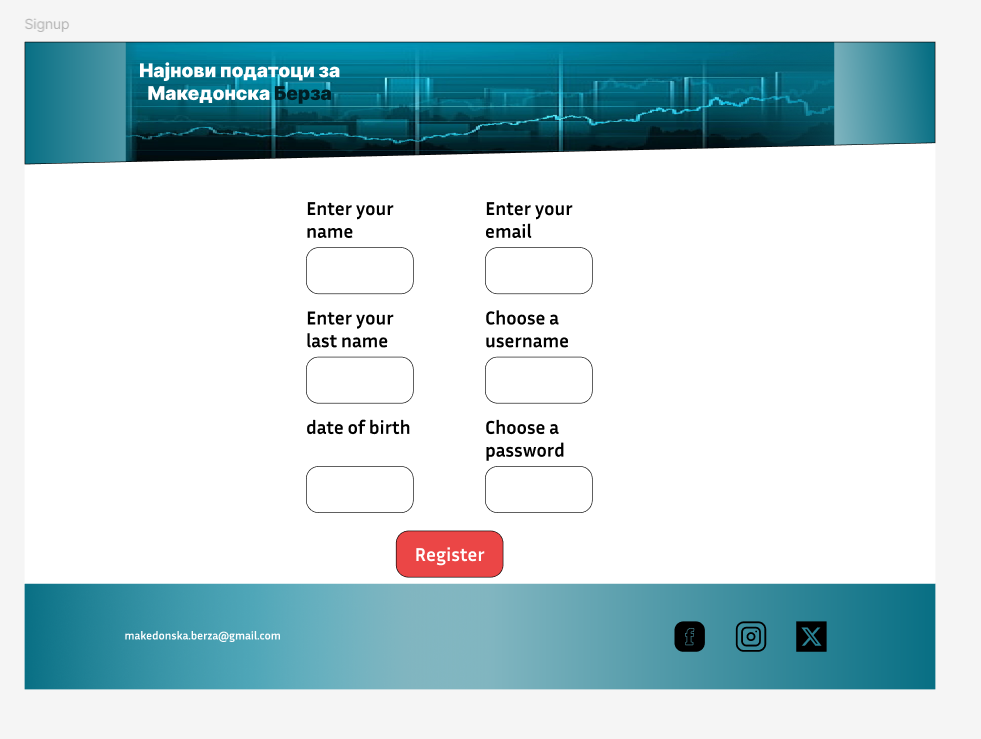 Signup
Најнови податоци за
Македонска Берза
Enter your
name
Enter your
email
Enter your
last name
Choose a
username
date of birth
Choose a
password
Register
makedonska.berza@gmail.com